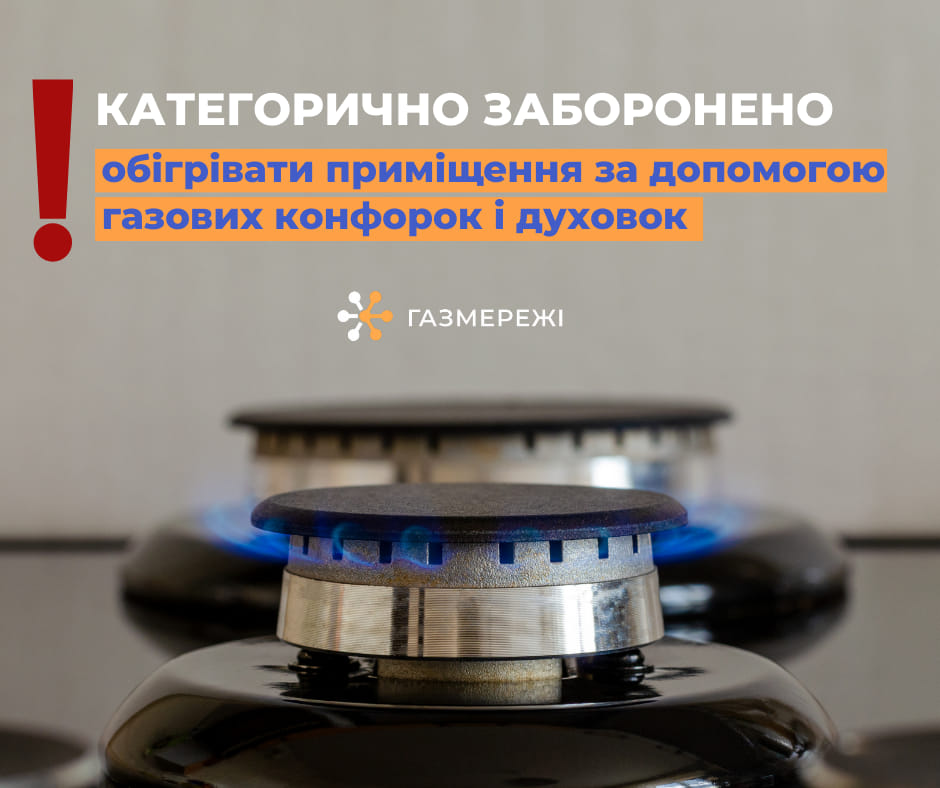 КАТЕГОРИЧНО ЗАБОРОНЕНО
обігрівати приміщення за допомогою
газових конфорок і духовок
ГАЗМЕРЕЖІ